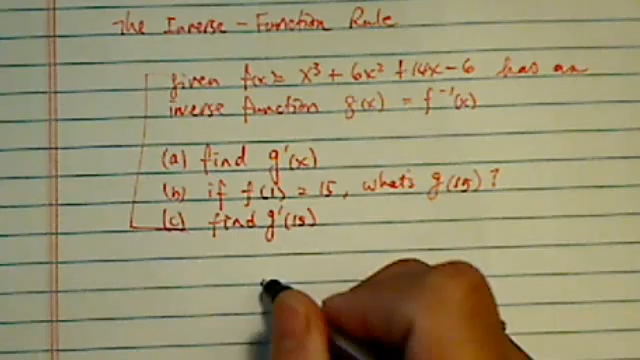 The Inverse - Function Rule
given f(x) = x³ + 6x² + 14x - 6 has an
inverse function g(x) = f⁻¹(x)
(a) find g'(x)
(b) if f(1) = 15, what's g(15) ?
(c) find g'(15)